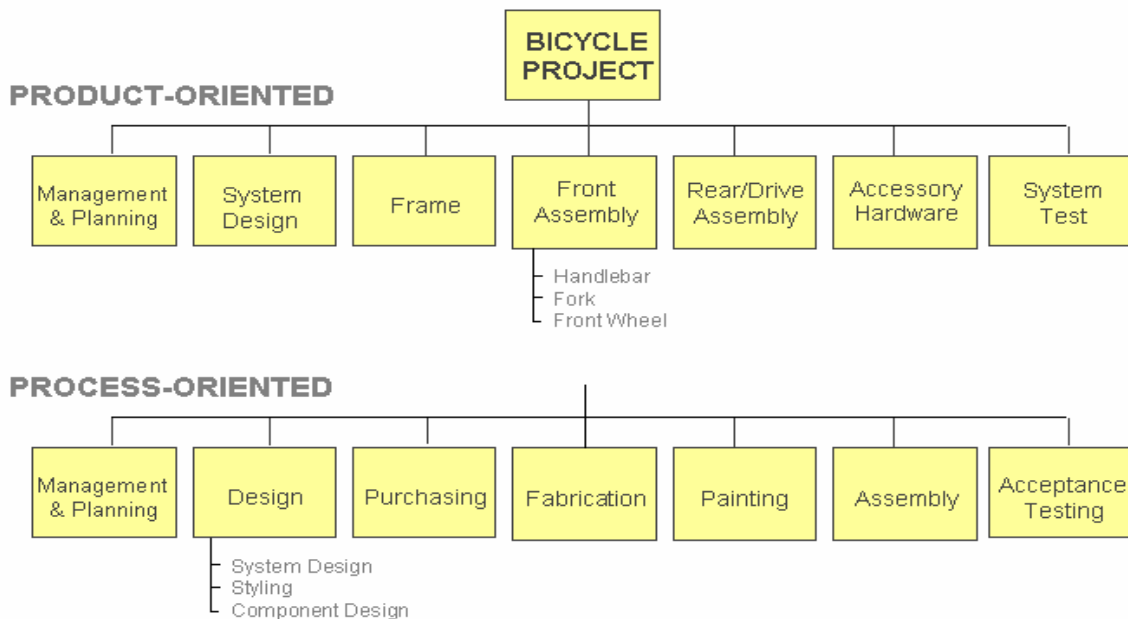 BICYCLE
PROJECT
PRODUCT-ORIENTED
Management
& Planning
System
Design
Frame
Front
Assembly
Rear/Drive
Assembly
Accessory
Hardware
System
Test
Handlebar
Fork
Front Wheel
PROCESS-ORIENTED
Management
& Planning
Design
Purchasing
Fabrication
Painting
Assembly
Acceptance
Testing
System Design
Styling
Component Design